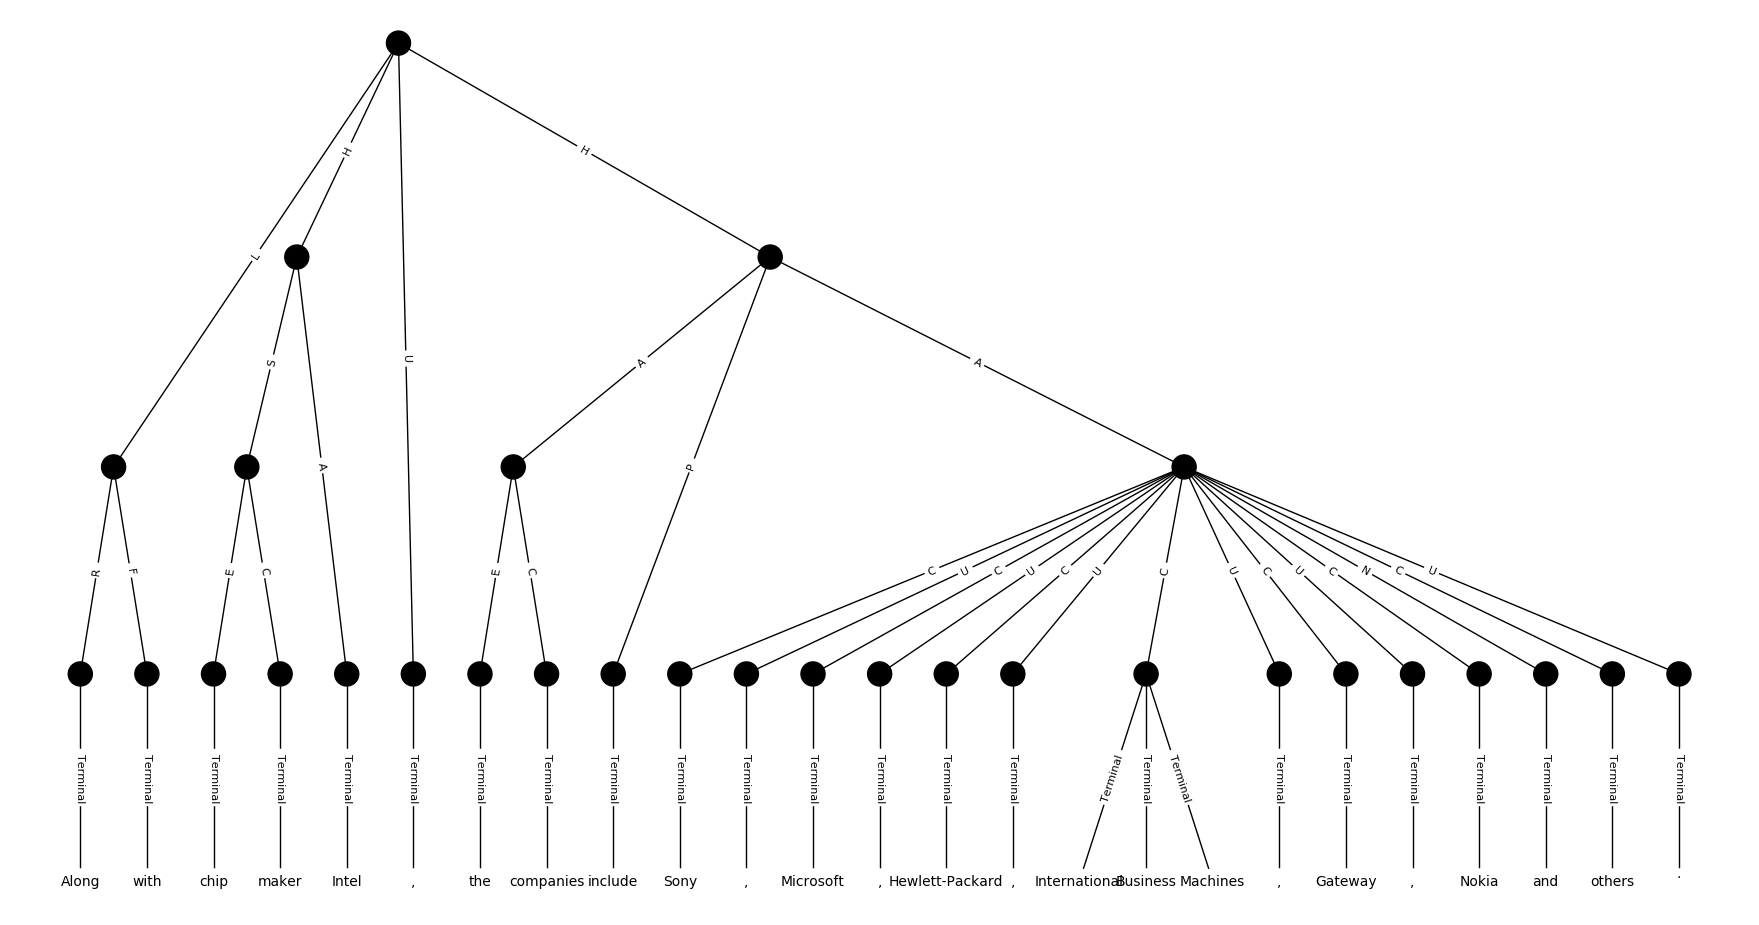 H
H
L
U
S
A
A
A
P
R
F
E
C
E
C
C U C U C U C U C U C N C U
Terminal Terminal Terminal Terminal Terminal Terminal Terminal Terminal Terminal Terminal Terminal Terminal Terminal Terminal Terminal Terminal Terminal Terminal Terminal Terminal Terminal Terminal Terminal Terminal Terminal
Along with chip maker Intel , the companies include Sony , Microsoft , Hewlett-Packard , International Business Machines , Gateway , Nokia and others .